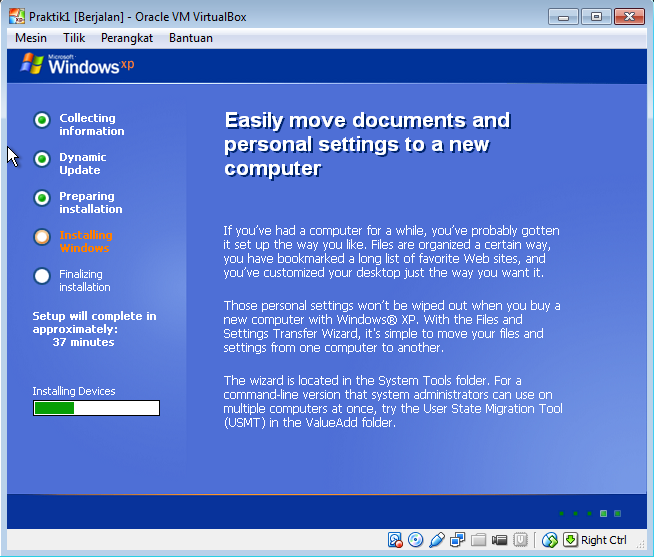 Praktik1 [Berjalan] - Oracle VM VirtualBox
Mesin Tilik Perangkat Bantuan
Microsoft
Windows xp
Collecting
information
Dynamic
Update
Preparing
installation
Installing
Windows
Finalizing
installation
Setup will complete in
approximately:
37 minutes
Installing Devices
Easily move documents and
personal settings to a new
computer
If you've had a computer for a while, you've probably gotten
it set up the way you like. Files are organized a certain way,
you have bookmarked a long list of favorite Web sites, and
you've customized your desktop just the way you want it.
Those personal settings won't be wiped out when you buy a
new computer with Windows® XP. With the Files and
Settings Transfer Wizard, it's simple to move your files and
settings from one computer to another.
The wizard is located in the System Tools folder. For a
command-line version that system administrators can use on
multiple computers at once, try the User State Migration Tool
(USMT) in the ValueAdd folder.
Right Ctrl